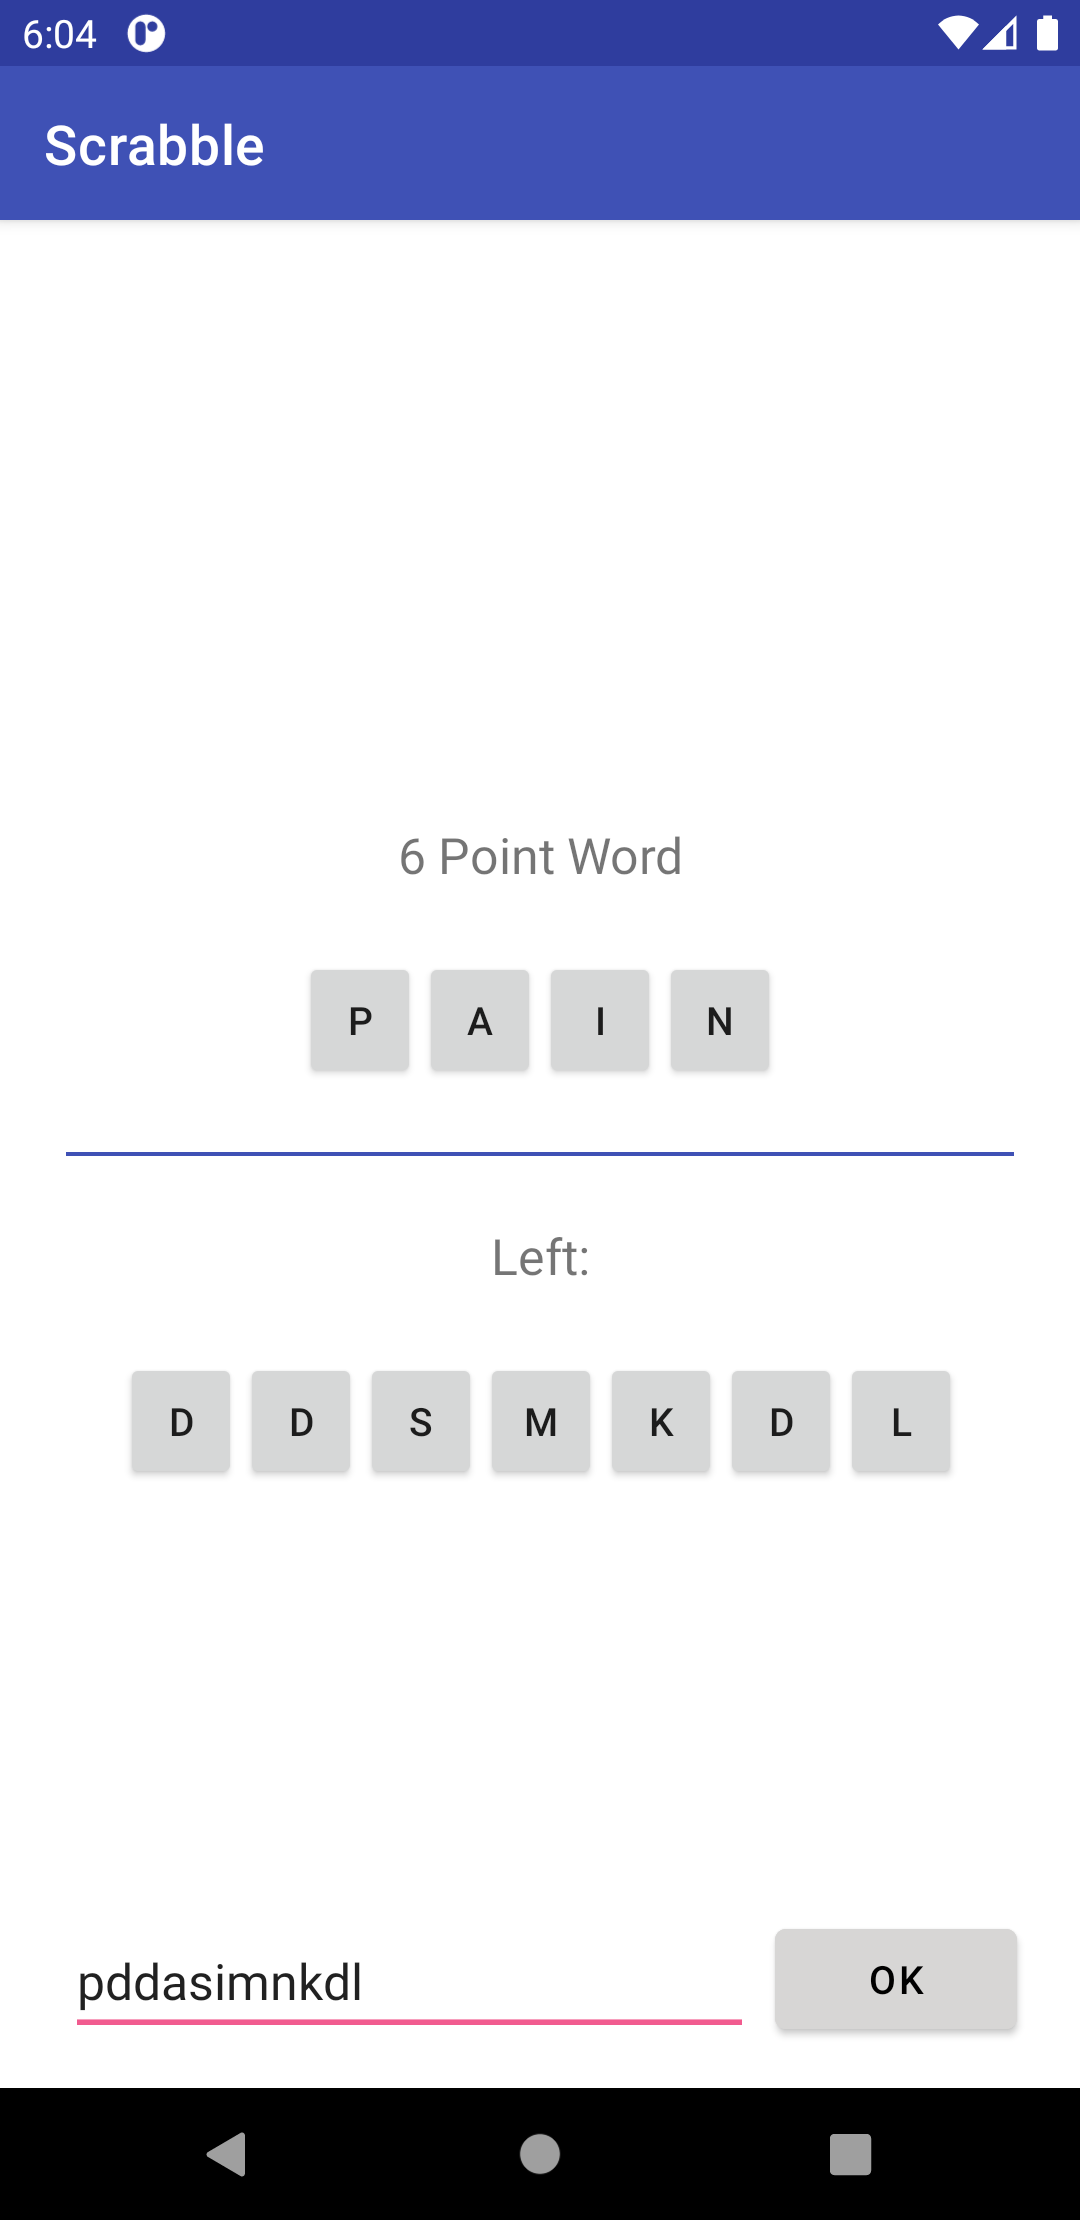 6:04
Scrabble
6 Point Word
P A I N
Left:
D D S M K D L
pddasimnkdl
OK